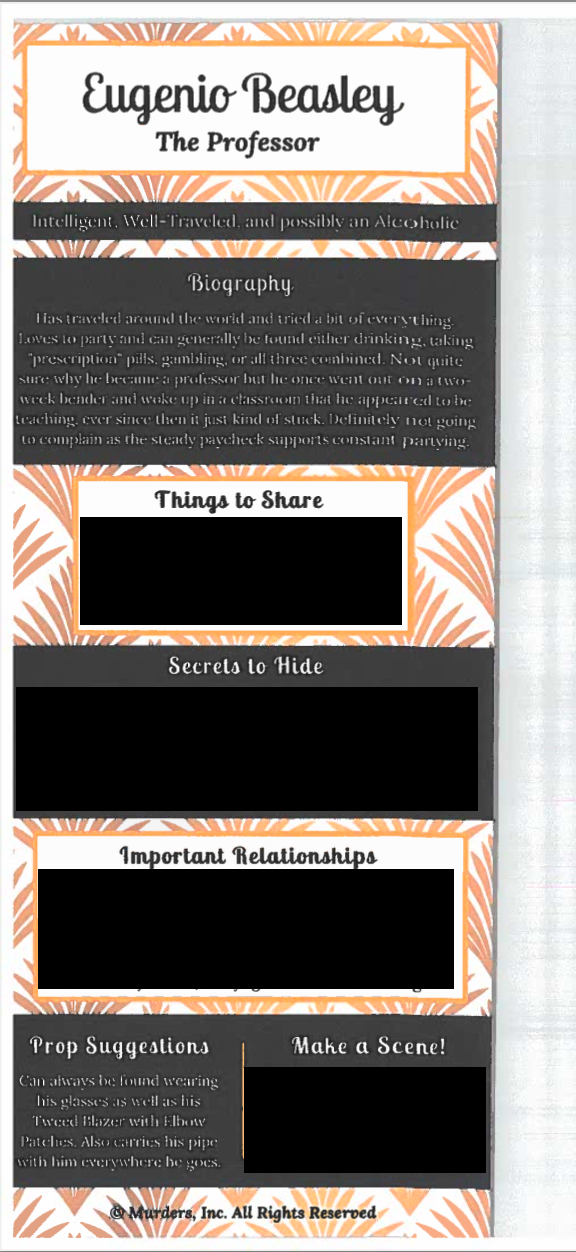 Eugenio Beasley
The Professor
Intelligent, Well-Traveled, and possibly an Alcoholic
Biography
Has traveled around the world and tried a bit of everything.
Loves to party and can generally be found either drinking, taking
"prescription" pills, gambling, or all three combined. Not quite
sure why he became a professor but he once went out on a two-
week bender and woke up in a classroom that he appeared to be
teaching, ever since then it just kind of stuck. Definitely not going
to complain as the steady paycheck supports constant partying.
Things to Share
Secrets to Hide
Important Relationships
Prop Suggestions
Can always be found wearing
his glasses as well as his
Tweed Blazer with Elbow
Patches. Also carries his pipe
with him everywhere he goes.
Make a Scene!
© Murders, Inc. All Rights Reserved